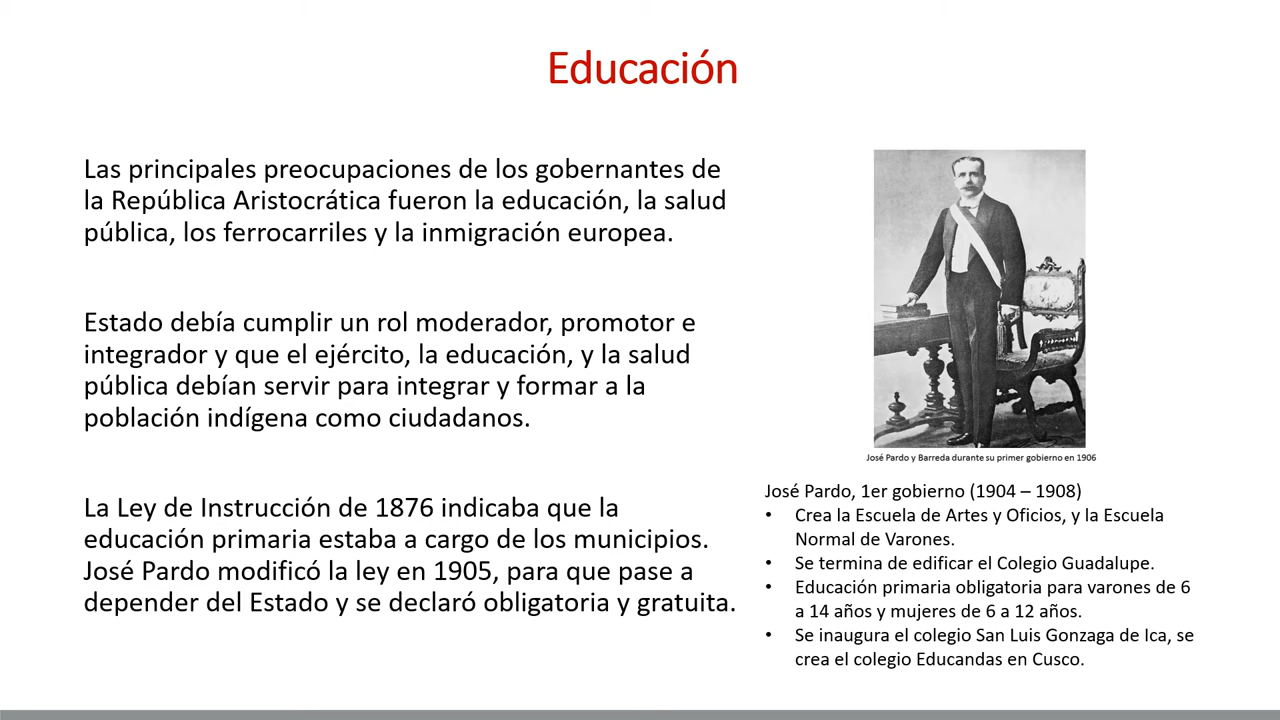 Educación
Las principales preocupaciones de los gobernantes de
la República Aristocrática fueron la educación, la salud
pública, los ferrocarriles y la inmigración europea.
Estado debía cumplir un rol moderador, promotor e
integrador y que el ejército, la educación, y la salud
pública debían servir para integrar y formar a la
población indígena como ciudadanos.
La Ley de Instrucción de 1876 indicaba que la
educación primaria estaba a cargo de los municipios.
José Pardo modificó la ley en 1905, para que pase a
depender del Estado y se declaró obligatoria y gratuita.
José Pardo y Barreda durante su primer gobierno en 1906
José Pardo, 1er gobierno (1904 – 1908)
• Crea la Escuela de Artes y Oficios, y la Escuela
Normal de Varones.
• Se termina de edificar el Colegio Guadalupe.
• Educación primaria obligatoria para varones de 6
a 14 años y mujeres de 6 a 12 años.
• Se inaugura el colegio San Luis Gonzaga de Ica, se
crea el colegio Educandas en Cusco.